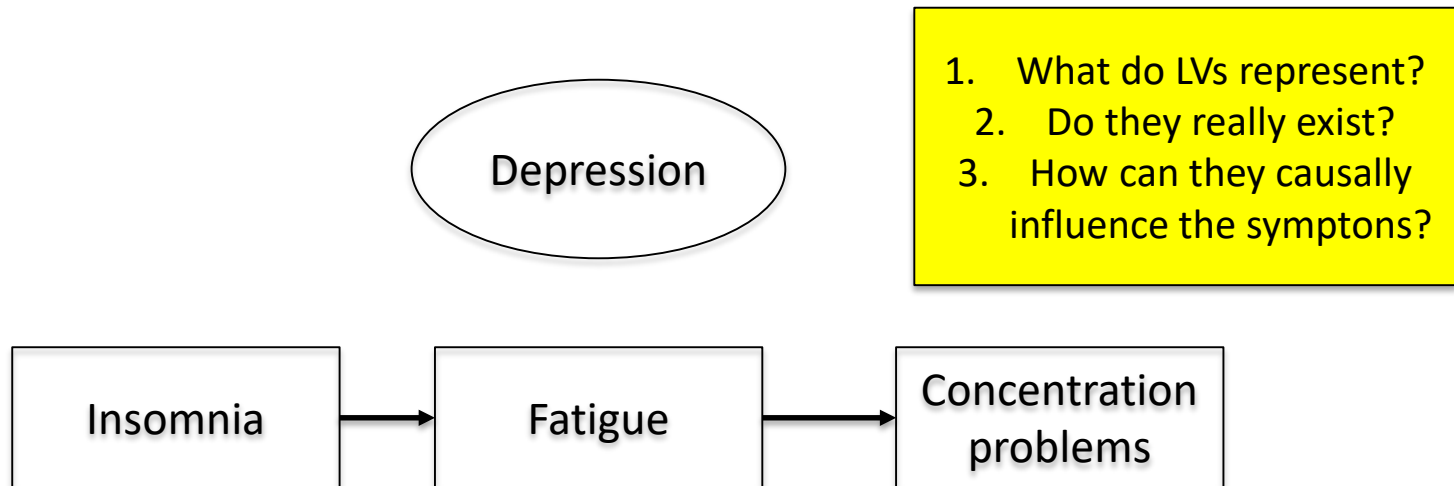 1. What do LVs represent?
2. Do they really exist?
3. How can they causally
influence the symptons?
Depression
Insomnia
Fatigue
Concentration
problems